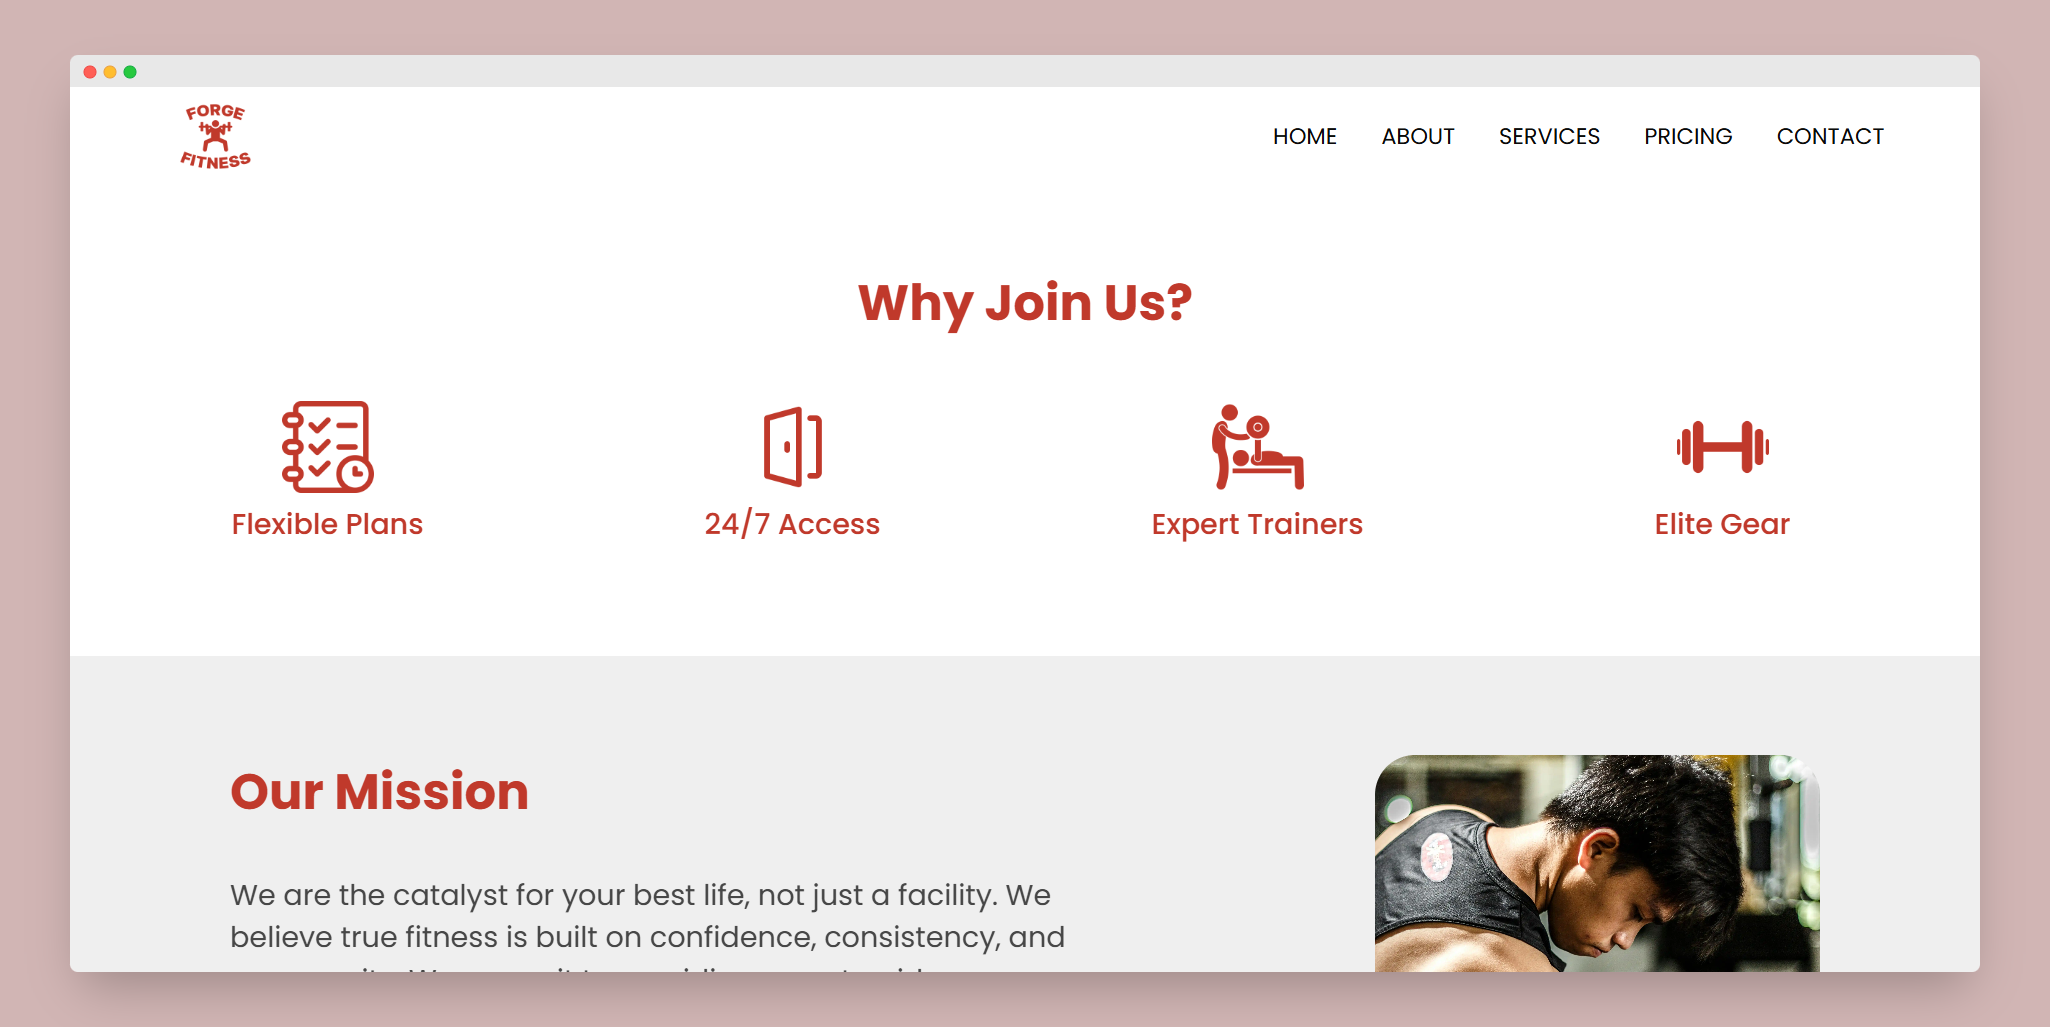 FORGE
FITNESS
HOME ABOUT SERVICES PRICING CONTACT
Why Join Us?
Flexible Plans
24/7 Access
Expert Trainers
Elite Gear
Our Mission
We are the catalyst for your best life, not just a facility. We
believe true fitness is built on confidence, consistency, and